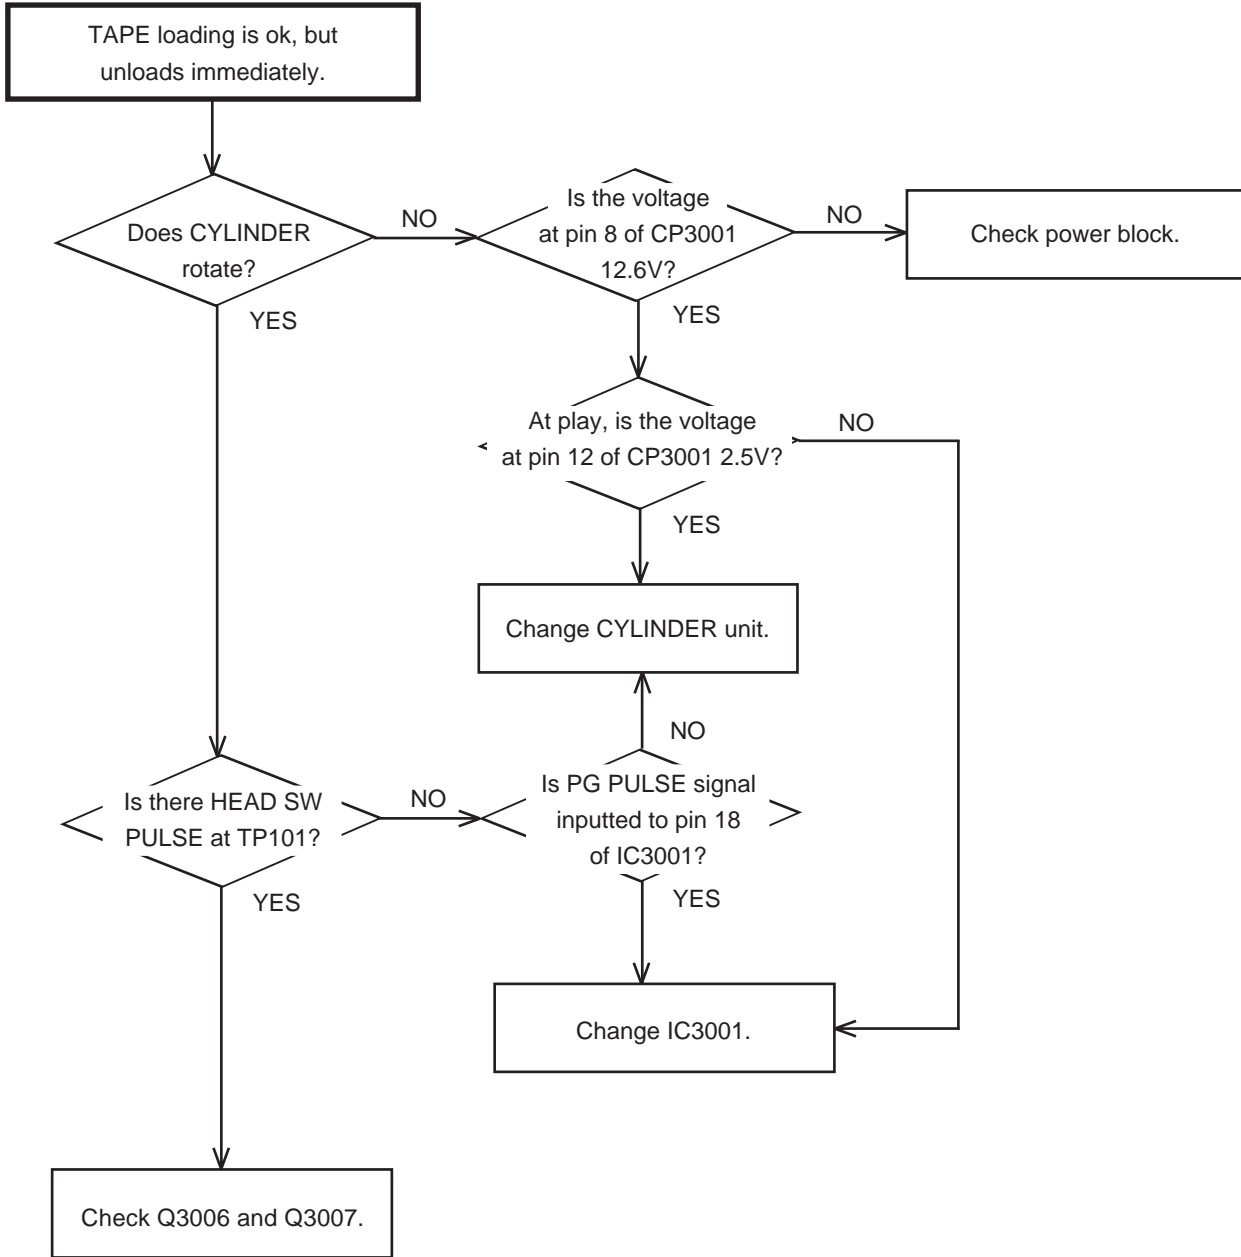 TAPE loading is ok, but
unloads immediately.
Does CYLINDER
rotate?
NO
YES
Is the voltage
at pin 8 of CP3001
12.6V?
NO
YES
Check power block.
At play, is the voltage
at pin 12 of CP3001 2.5V?
NO
YES
Change CYLINDER unit.
NO
Is there HEAD SW
PULSE at TP101?
NO
YES
Is PG PULSE signal
inputted to pin 18
of IC3001?
YES
Change IC3001.
Check Q3006 and Q3007.